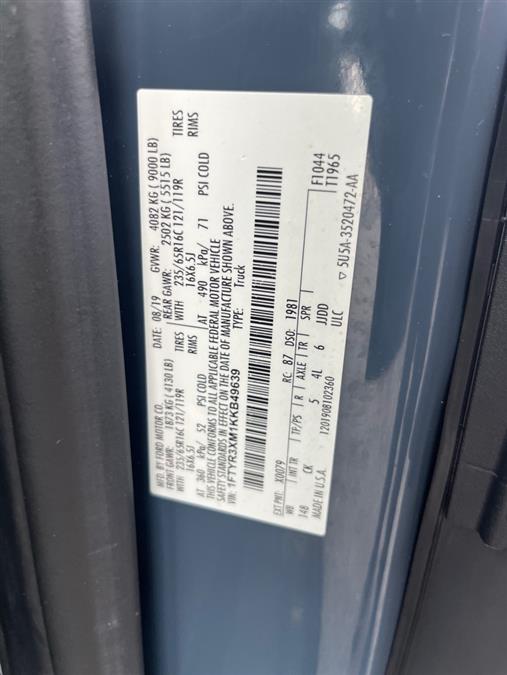 MFD. BY FORD MOTOR CO. DATE: 08/19 GVWR: 4082 KG ( 9000 LB)
FRONT GAWR: 1873 KG ( 4130 LB) REAR GAWR: 2502 KG ( 5515 LB)
WITH 235/65R16C 121/119R TIRES WITH 235/65R16C 121/119R TIRES
16X6.5J RIMS 16X6.5J RIMS
AT 360 kPa/ 52 PSI COLD AT 490 kPa/ 71 PSI COLD
THIS VEHICLE CONFORMS TO ALL APPLICABLE FEDERAL MOTOR VEHICLE
SAFETY STANDARDS IN EFFECT ON THE DATE OF MANUFACTURE SHOWN ABOVE.
VIN: 1FTYR3XM1KKB49639 TYPE: Truck
EXT PNT: X0079 RC: 87 DSO: 1981 F1044
WB INT TR TP/PS R AXLE TR SPR T1965
148 CK 5 4L 6 JJDD
MADE IN U.S.A. 1201908102360 ULC ▽ 5U5A-3520472-AA